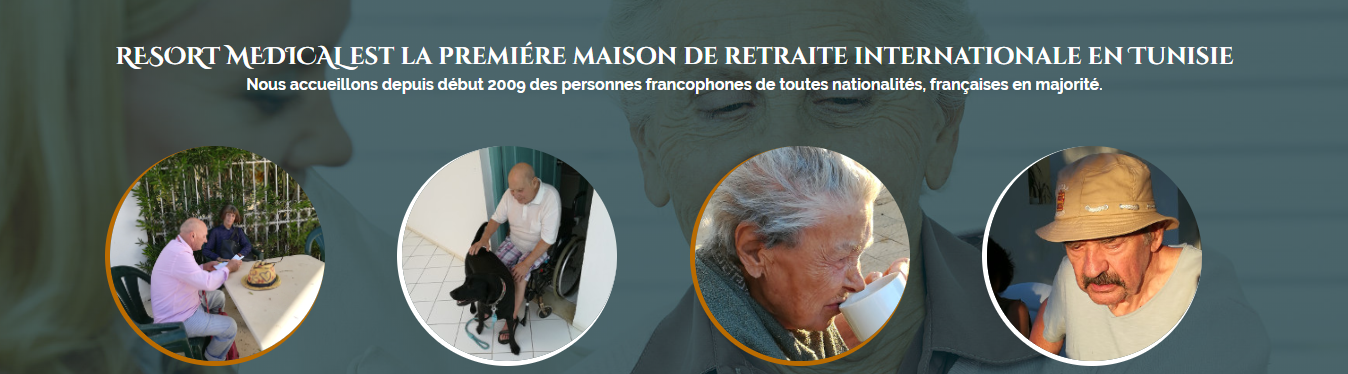 RESORT MEDICAL EST LA PREMIÉRE MAISON DE RETRAITE INTERNATIONALE EN TUNISIE
Nous accueillons depuis début 2009 des personnes francophones de toutes nationalités, françaises en majorité.